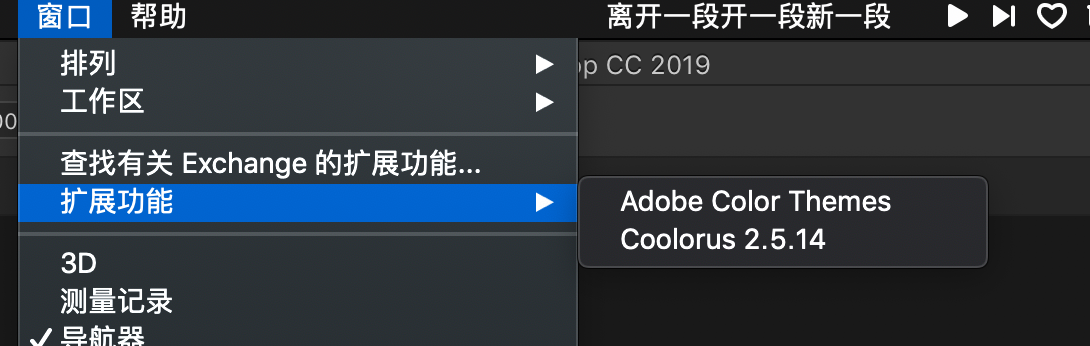 窗口 帮助 离开一段开一段新一段
排列
op CC 2019
工作区
00
查找有关 Exchange 的扩展功能...
扩展功能
Adobe Color Themes
Coolorus 2.5.14
3D
测量记录
导航器